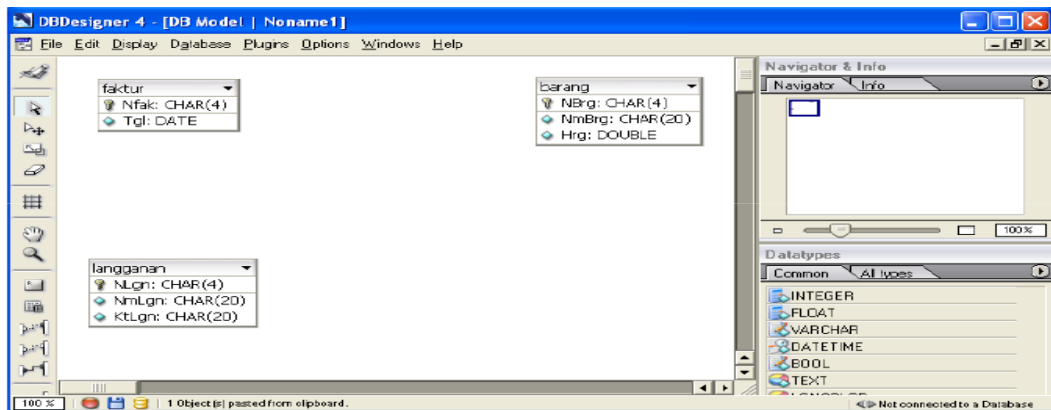 DBDesigner 4 - [DB Model | Noname1]
File Edit Display Database Plugins Options Windows Help
faktur
Nfak: CHAR(4)
Tgl: DATE
barang
NBrg: CHAR(4)
NmBrg: CHAR(20)
Hrg: DOUBLE
langganan
NLgn: CHAR(4)
NmLgn: CHAR(20)
KtLgn: CHAR(20)
Navigator & Info
Navigator Info
100%
Datatypes
Common All types
INTEGER
FLOAT
VARCHAR
DATETIME
BOOL
TEXT
100 % 1 Object(s) pasted from clipboard. Not connected to a Database